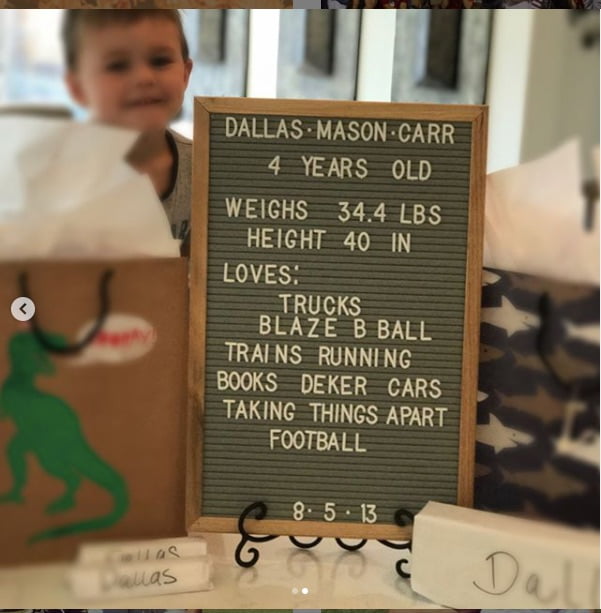 DALLAS·MASON·CARR
4 YEARS OLD
WEIGHS 34.4 LBS
HEIGHT 40 IN
LOVES:
TRUCKS
BLAZE B BALL
TRAINS RUNNING
BOOKS DEKER CARS
TAKING THINGS APART
FOOTBALL
8·5·13
Dallas
Dallas